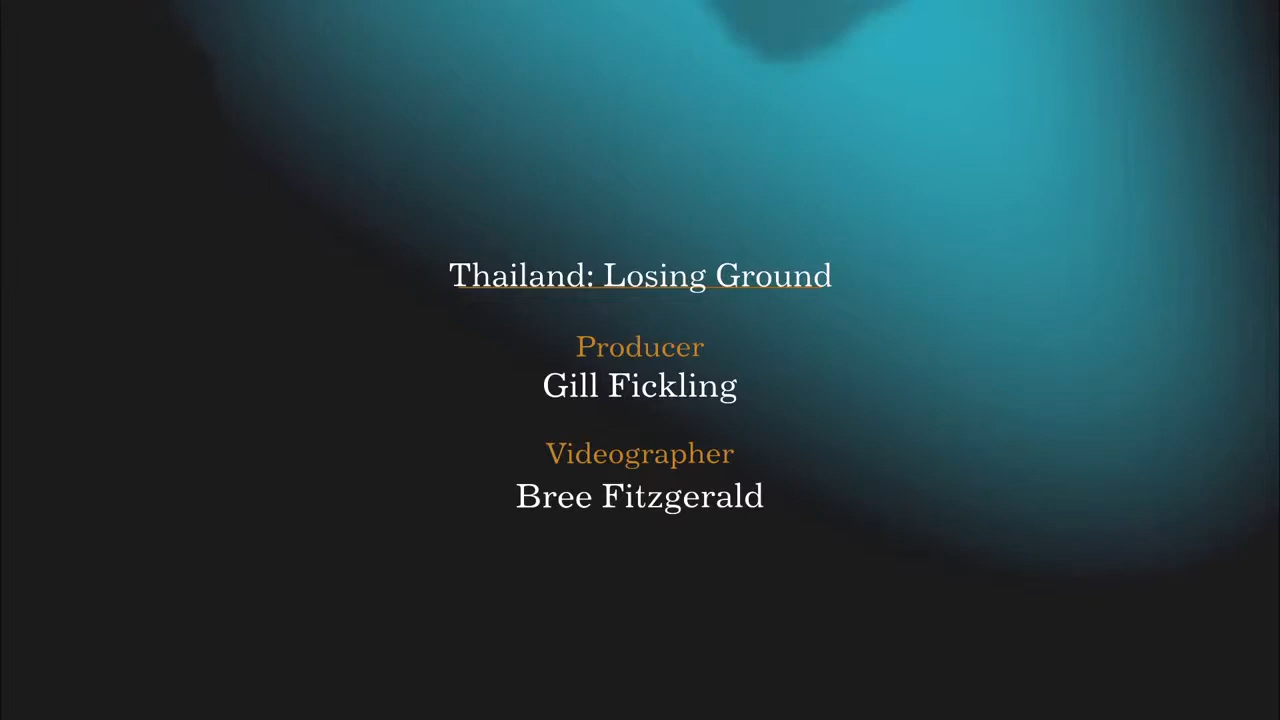 Thailand: Losing Ground
Producer
Gill Fickling
Videographer
Bree Fitzgerald